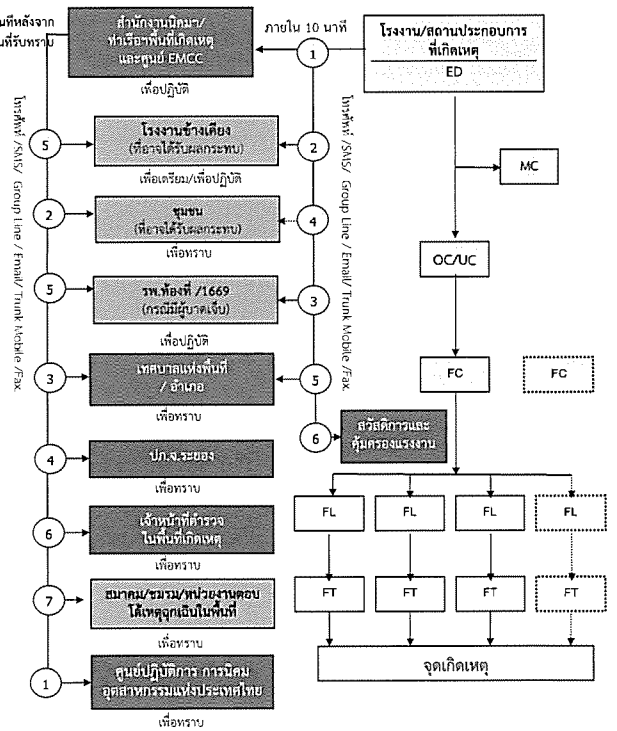 นทีหลังจาก
นที่รับทราบ
สำนักงานนิคมฯ/
ท่าเรือฯพื้นที่เกิดเหตุ
และศูนย์ EMCC
เพื่อปฏิบัติ
ภายใน 10 นาที
1
โรงงาน/สถานประกอบการ
ที่เกิดเหตุ
ED
โทรศัพท์ /SMS/ Group Line / Email/ Trunk Mobile /Fax.
โทรศัพท์ /SMS/ Group Line / Email/ Trunk Mobile /Fax.
5
โรงงานข้างเคียง
(ที่อาจได้รับผลกระทบ)
เพื่อเตรียม/เพื่อปฏิบัติ
2
MC
2
ชุมชน
(ที่อาจได้รับผลกระทบ)
เพื่อทราบ
4
OC/UC
5
รพ.ท้องที่ /1669
(กรณีมีผู้บาดเจ็บ)
เพื่อปฏิบัติ
3
3
เทศบาลแห่งพื้นที่
/ อำเภอ
เพื่อทราบ
5
FC
FC
6
สวัสดิการและ
คุ้มครองแรงงาน
4
ปภ.จ.ระยอง
เพื่อทราบ
FL
FL
FL
FL
6
เจ้าหน้าที่ตำรวจ
ในพื้นที่เกิดเหตุ
เพื่อทราบ
7
สมาคม/ชมรม/หน่วยงานตอบ
โต้เหตุฉุกเฉินในพื้นที่
เพื่อทราบ
FT
FT
FT
FT
1
ศูนย์ปฏิบัติการ การนิคม
อุตสาหกรรมแห่งประเทศไทย
เพื่อทราบ
จุดเกิดเหตุ